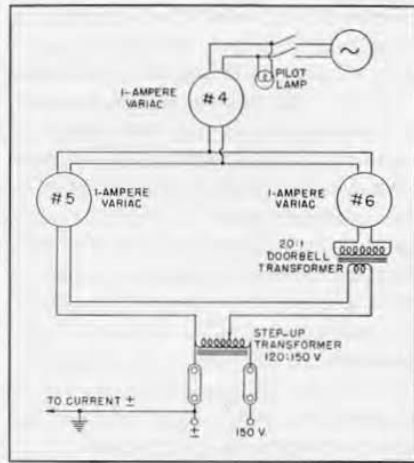 PILOT
LAMP
1-AMPERE
VARIAC
#4
#5
1-AMPERE
VARIAC
1-AMPERE
VARIAC
#6
20:1
DOORBELL
TRANSFORMER
STEP-UP
TRANSFORMER
120:150 V
TO CURRENT ±
±
150 V.